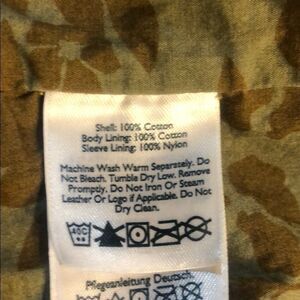 Shell: 100% Cotton
Body Lining: 100% Cotton
Sleeve Lining: 100% Nylon
Machine Wash Warm Separately. Do
Not Bleach. Tumble Dry Low. Remove
Promptly. Do Not Iron Or Steam
Leather Or Logo if Applicable. Do Not
Dry Clean.
40C
Pflegeanleitung Deutsch